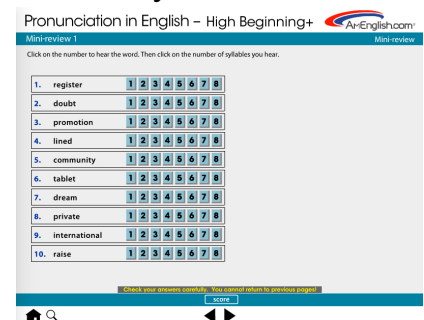 Pronunciation in English – High Beginning+ AmEnglish.com
Mini-review 1 Mini-review
Click on the number to hear the word. Then click on the number of syllables you hear.
1. register 1 2 3 4 5 6 7 8
2. doubt 1 2 3 4 5 6 7 8
3. promotion 1 2 3 4 5 6 7 8
4. lined 1 2 3 4 5 6 7 8
5. community 1 2 3 4 5 6 7 8
6. tablet 1 2 3 4 5 6 7 8
7. dream 1 2 3 4 5 6 7 8
8. private 1 2 3 4 5 6 7 8
9. international 1 2 3 4 5 6 7 8
10. raise 1 2 3 4 5 6 7 8
Check your answers carefully. You cannot return to previous pages!
score